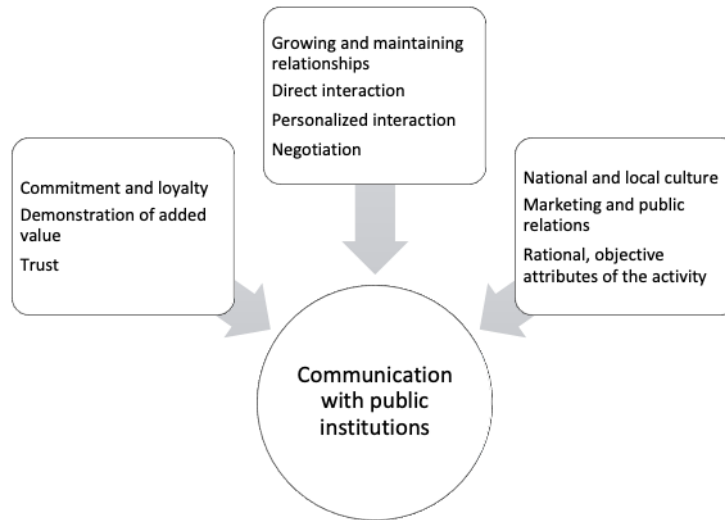 Growing and maintaining
relationships
Direct interaction
Personalized interaction
Negotiation
Commitment and loyalty
Demonstration of added
value
Trust
National and local culture
Marketing and public
relations
Rational, objective
attributes of the activity
Communication
with public
institutions